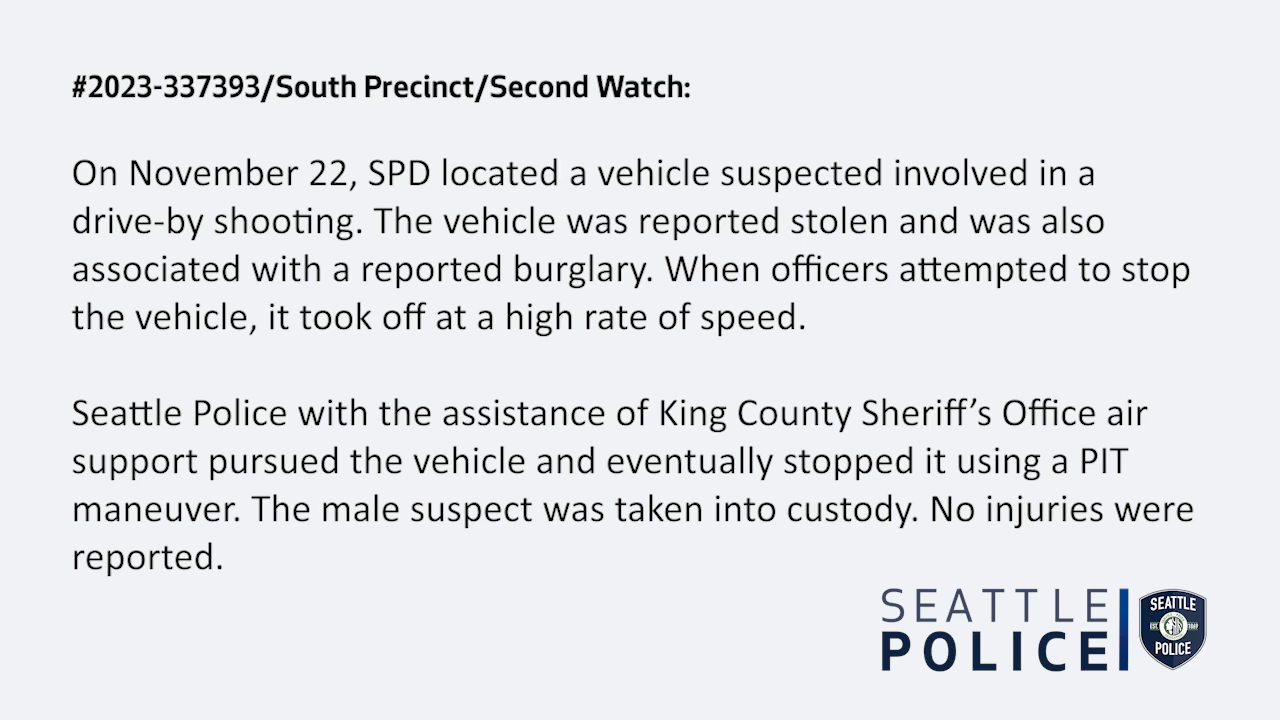 #2023-337393/South Precinct/Second Watch:
On November 22, SPD located a vehicle suspected involved in a
drive-by shooting. The vehicle was reported stolen and was also
associated with a reported burglary. When officers attempted to stop
the vehicle, it took off at a high rate of speed.
Seattle Police with the assistance of King County Sheriff's Office air
support pursued the vehicle and eventually stopped it using a PIT
maneuver. The male suspect was taken into custody. No injuries were
reported.
SEATTLE
POLICE
SEATTLE
EST. 1869
POLICE